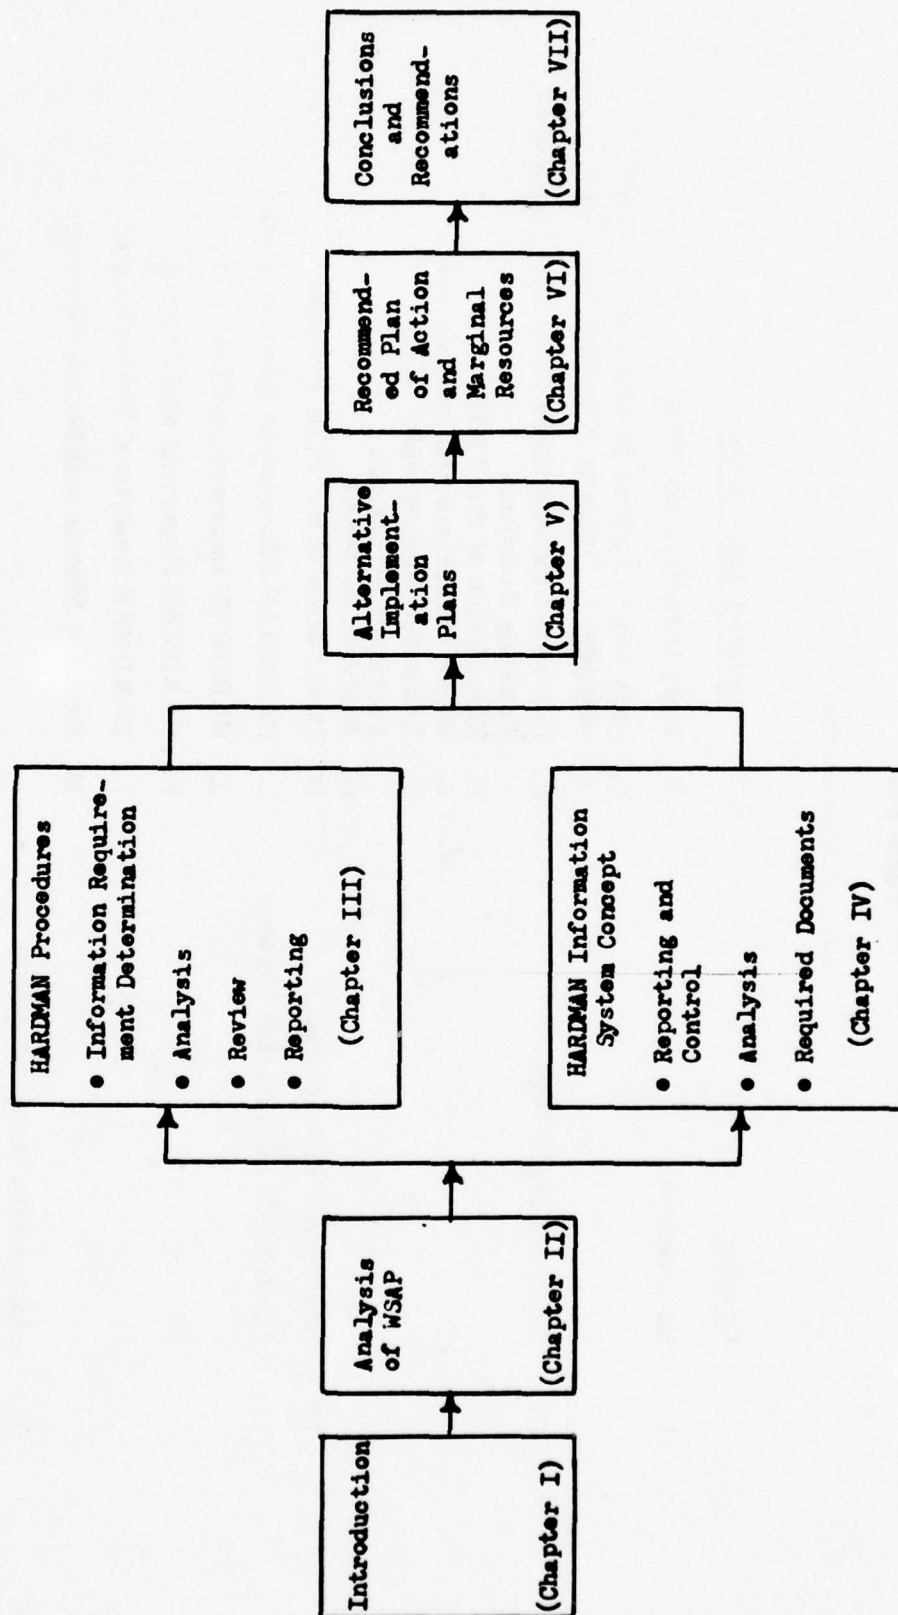 Introduction
(Chapter I)
Analysis
of WSAP
(Chapter II)
HARDMAN Procedures
● Information Require-
ment Determination
● Analysis
● Review
● Reporting
(Chapter III)
HARDMAN Information
System Concept
● Reporting and
Control
● Analysis
● Required Documents
(Chapter IV)
Alternative
Implement-
ation
Plans
(Chapter V)
Recommend-
ed Plan
of Action
and
Marginal
Resources
(Chapter VI)
Conclusions
and
Recommend-
ations
(Chapter VII)